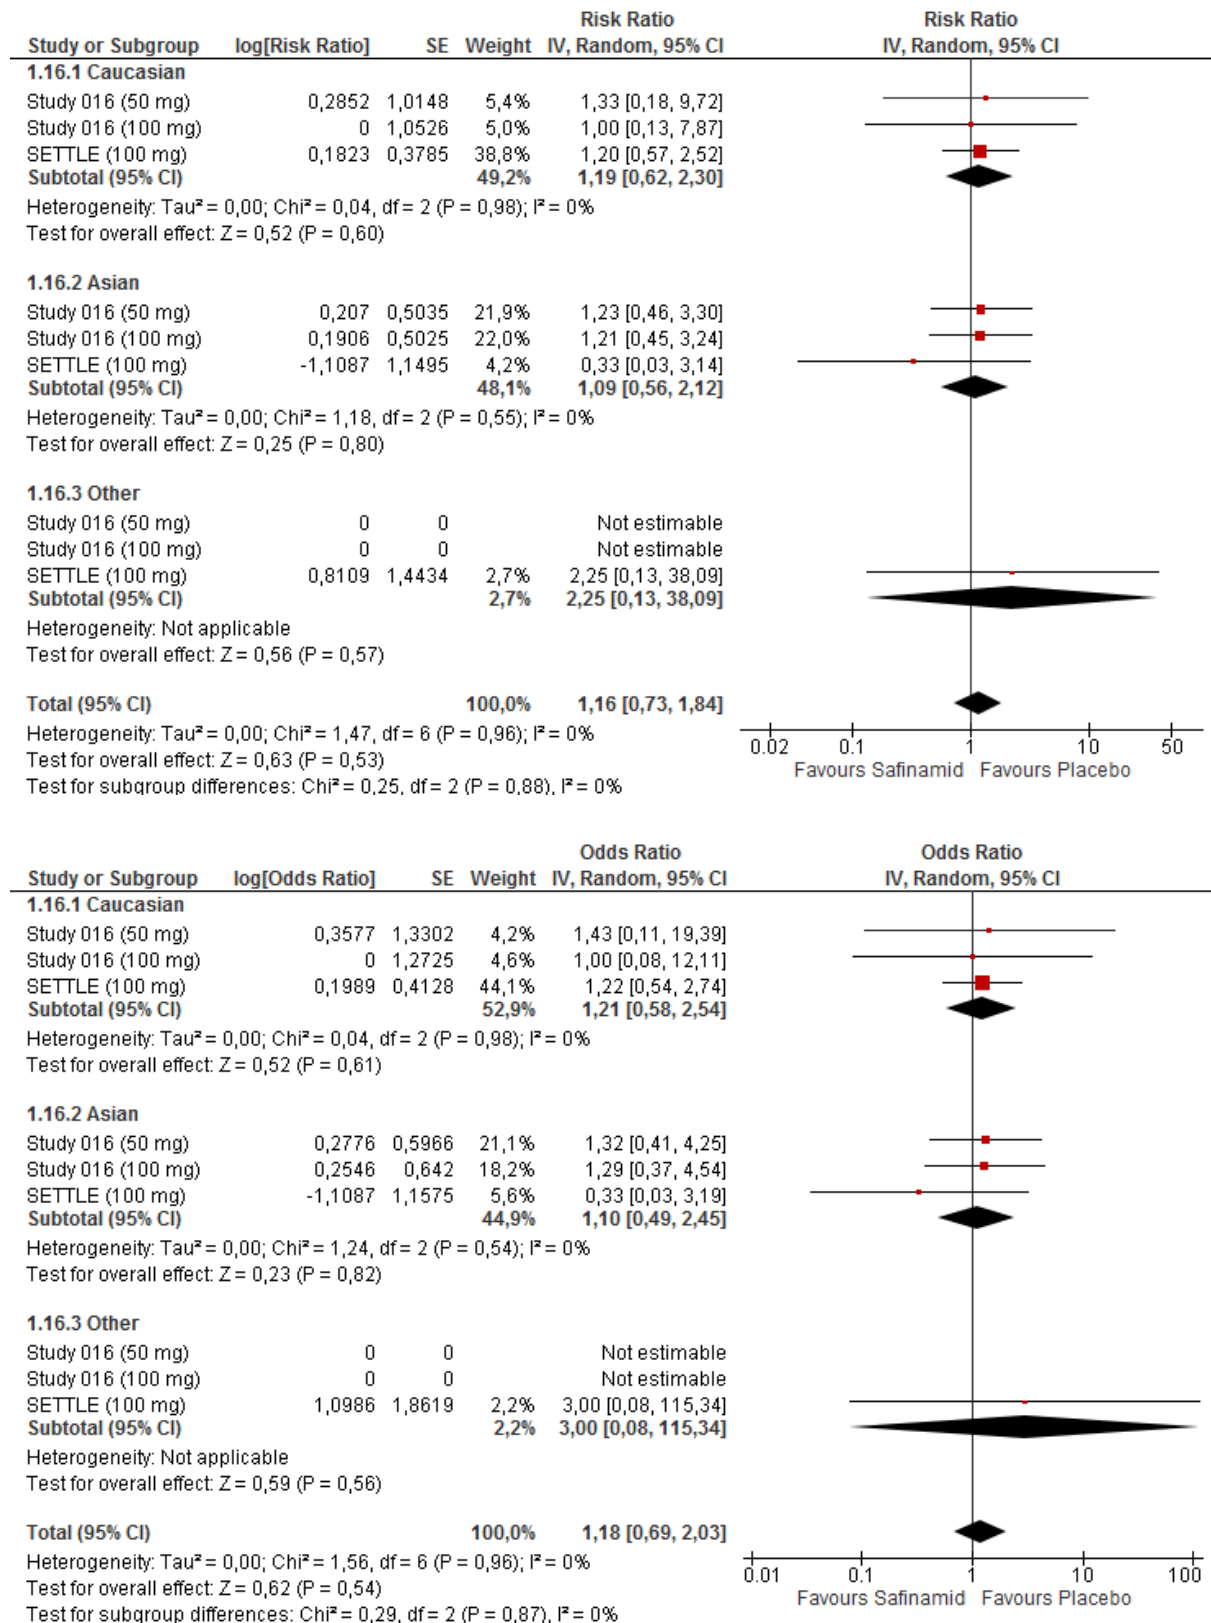 Risk Ratio Risk Ratio
Study or Subgroup log[Risk Ratio] SE Weight IV, Random, 95% CI IV, Random, 95% CI
1.16.1 Caucasian
Study 016 (50 mg) 0,2852 1,0148 5,4% 1,33 [0,18, 9,72]
Study 016 (100 mg) 0 1,0526 5,0% 1,00 [0,13, 7,87]
SETTLE (100 mg) 0,1823 0,3785 38,8% 1,20 [0,57, 2,52]
Subtotal (95% CI) 49,2% 1,19 [0,62, 2,30]
Heterogeneity: Tau² = 0,00; Chi² = 0,04, df = 2 (P = 0,98); I² = 0%
Test for overall effect: Z = 0,52 (P = 0,60)
1.16.2 Asian
Study 016 (50 mg) 0,207 0,5035 21,9% 1,23 [0,46, 3,30]
Study 016 (100 mg) 0,1906 0,5025 22,0% 1,21 [0,45, 3,24]
SETTLE (100 mg) -1,1087 1,1495 4,2% 0,33 [0,03, 3,14]
Subtotal (95% CI) 48,1% 1,09 [0,56, 2,12]
Heterogeneity: Tau² = 0,00; Chi² = 1,18, df = 2 (P = 0,55); I² = 0%
Test for overall effect: Z = 0,25 (P = 0,80)
1.16.3 Other
Study 016 (50 mg) 0 0 Not estimable
Study 016 (100 mg) 0 0 Not estimable
SETTLE (100 mg) 0,8109 1,4434 2,7% 2,25 [0,13, 38,09]
Subtotal (95% CI) 2,7% 2,25 [0,13, 38,09]
Heterogeneity: Not applicable
Test for overall effect: Z = 0,56 (P = 0,57)
Total (95% CI) 100,0% 1,16 [0,73, 1,84]
Heterogeneity: Tau² = 0,00; Chi² = 1,47, df = 6 (P = 0,96); I² = 0%
0.02 0.1 1 10 50
Test for overall effect: Z = 0,63 (P = 0,53)
Favours Safinamid Favours Placebo
Test for subgroup differences: Chi² = 0,25, df = 2 (P = 0,88), I² = 0%
Odds Ratio Odds Ratio
Study or Subgroup log[Odds Ratio] SE Weight IV, Random, 95% CI IV, Random, 95% CI
1.16.1 Caucasian
Study 016 (50 mg) 0,3577 1,3302 4,2% 1,43 [0,11, 19,39]
Study 016 (100 mg) 0 1,2725 4,6% 1,00 [0,08, 12,11]
SETTLE (100 mg) 0,1989 0,4128 44,1% 1,22 [0,54, 2,74]
Subtotal (95% CI) 52,9% 1,21 [0,58, 2,54]
Heterogeneity: Tau² = 0,00; Chi² = 0,04, df = 2 (P = 0,98); I² = 0%
Test for overall effect: Z = 0,52 (P = 0,61)
1.16.2 Asian
Study 016 (50 mg) 0,2776 0,5966 21,1% 1,32 [0,41, 4,25]
Study 016 (100 mg) 0,2546 0,642 18,2% 1,29 [0,37, 4,54]
SETTLE (100 mg) -1,1087 1,1575 5,6% 0,33 [0,03, 3,19]
Subtotal (95% CI) 44,9% 1,10 [0,49, 2,45]
Heterogeneity: Tau² = 0,00; Chi² = 1,24, df = 2 (P = 0,54); I² = 0%
Test for overall effect: Z = 0,23 (P = 0,82)
1.16.3 Other
Study 016 (50 mg) 0 0 Not estimable
Study 016 (100 mg) 0 0 Not estimable
SETTLE (100 mg) 1,0986 1,8619 2,2% 3,00 [0,08, 115,34]
Subtotal (95% CI) 2,2% 3,00 [0,08, 115,34]
Heterogeneity: Not applicable
Test for overall effect: Z = 0,59 (P = 0,56)
Total (95% CI) 100,0% 1,18 [0,69, 2,03]
Heterogeneity: Tau² = 0,00; Chi² = 1,56, df = 6 (P = 0,96); I² = 0%
0.01 0.1 1 10 100
Test for overall effect: Z = 0,62 (P = 0,54)
Favours Safinamid Favours Placebo
Test for subgroup differences: Chi² = 0,29, df = 2 (P = 0,87), I² = 0%